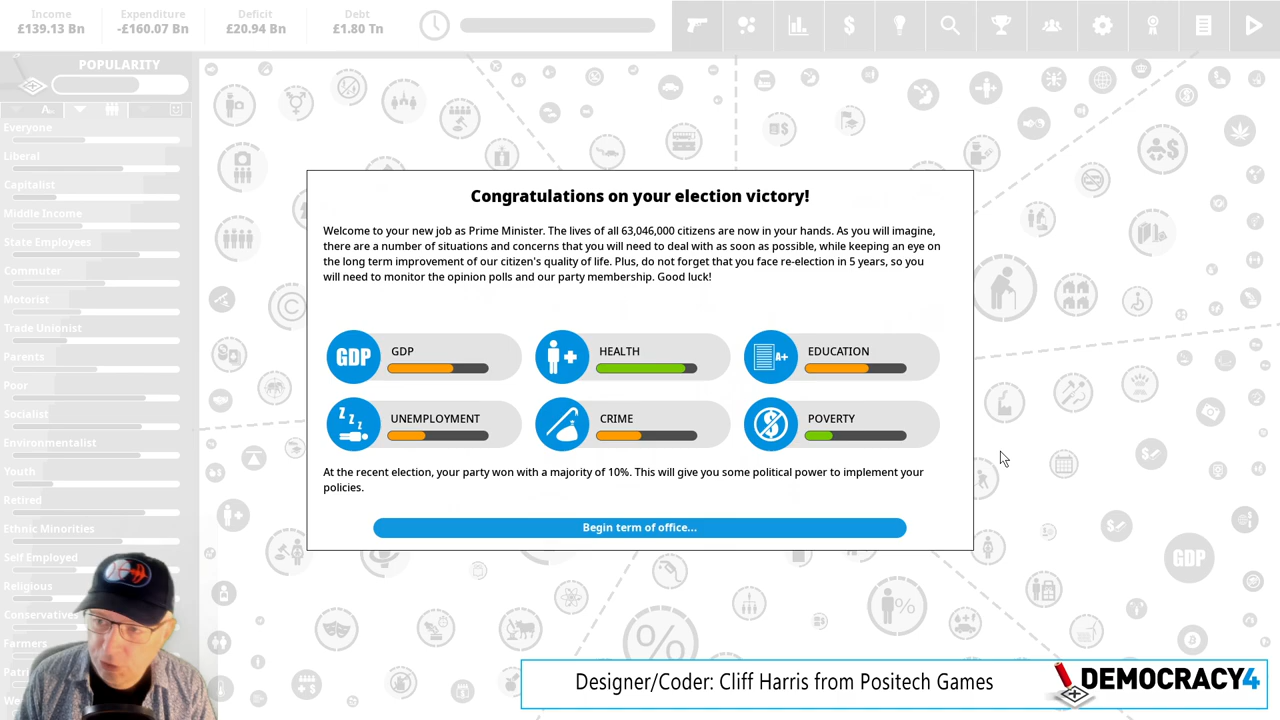 Income
£139.13 Bn
Expenditure
-£160.07 Bn
Deficit
£20.94 Bn
Debt
£1.80 Tn
POPULARITY
Everyone
Liberal
Capitalist
Middle Income
State Employees
Commuter
Motorist
Trade Unionist
Parents
Poor
Socialist
Environmentalist
Youth
Retired
Ethnic Minorities
Self Employed
Religious
Conservatives
Farmers
Congratulations on your election victory!
Welcome to your new job as Prime Minister. The lives of all 63,046,000 citizens are now in your hands. As you will imagine,
there are a number of situations and concerns that you will need to deal with as soon as possible, while keeping an eye on
the long term improvement of our citizen's quality of life. Plus, do not forget that you face re-election in 5 years, so you
will need to monitor the opinion polls and our party membership. Good luck!
GDP GDP
HEALTH
A+ EDUCATION
UNEMPLOYMENT
CRIME
POVERTY
At the recent election, your party won with a majority of 10%. This will give you some political power to implement your
policies.
Begin term of office...
GDP
Designer/Coder: Cliff Harris from Positech Games
DEMOCRACY4